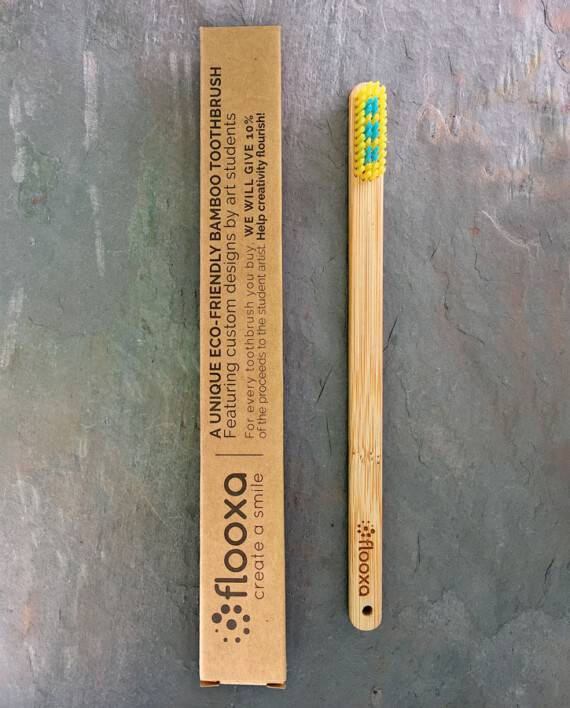 flooxa
create a smile
A UNIQUE ECO-FRIENDLY BAMBOO TOOTHBRUSH
Featuring custom designs by art students
For every toothbrush you buy, WE WILL GIVE 10%
of the proceeds to the student artist. Help creativity flourish!
flooxa